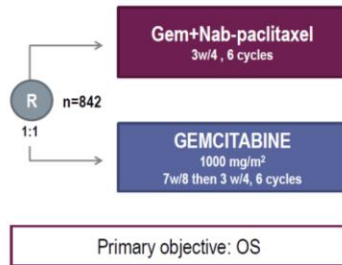 Gem+Nab-paclitaxel
3w/4 , 6 cycles
R
n=842
1:1
GEMCITABINE
1000 mg/m²
7w/8 then 3 w/4, 6 cycles
Primary objective: OS